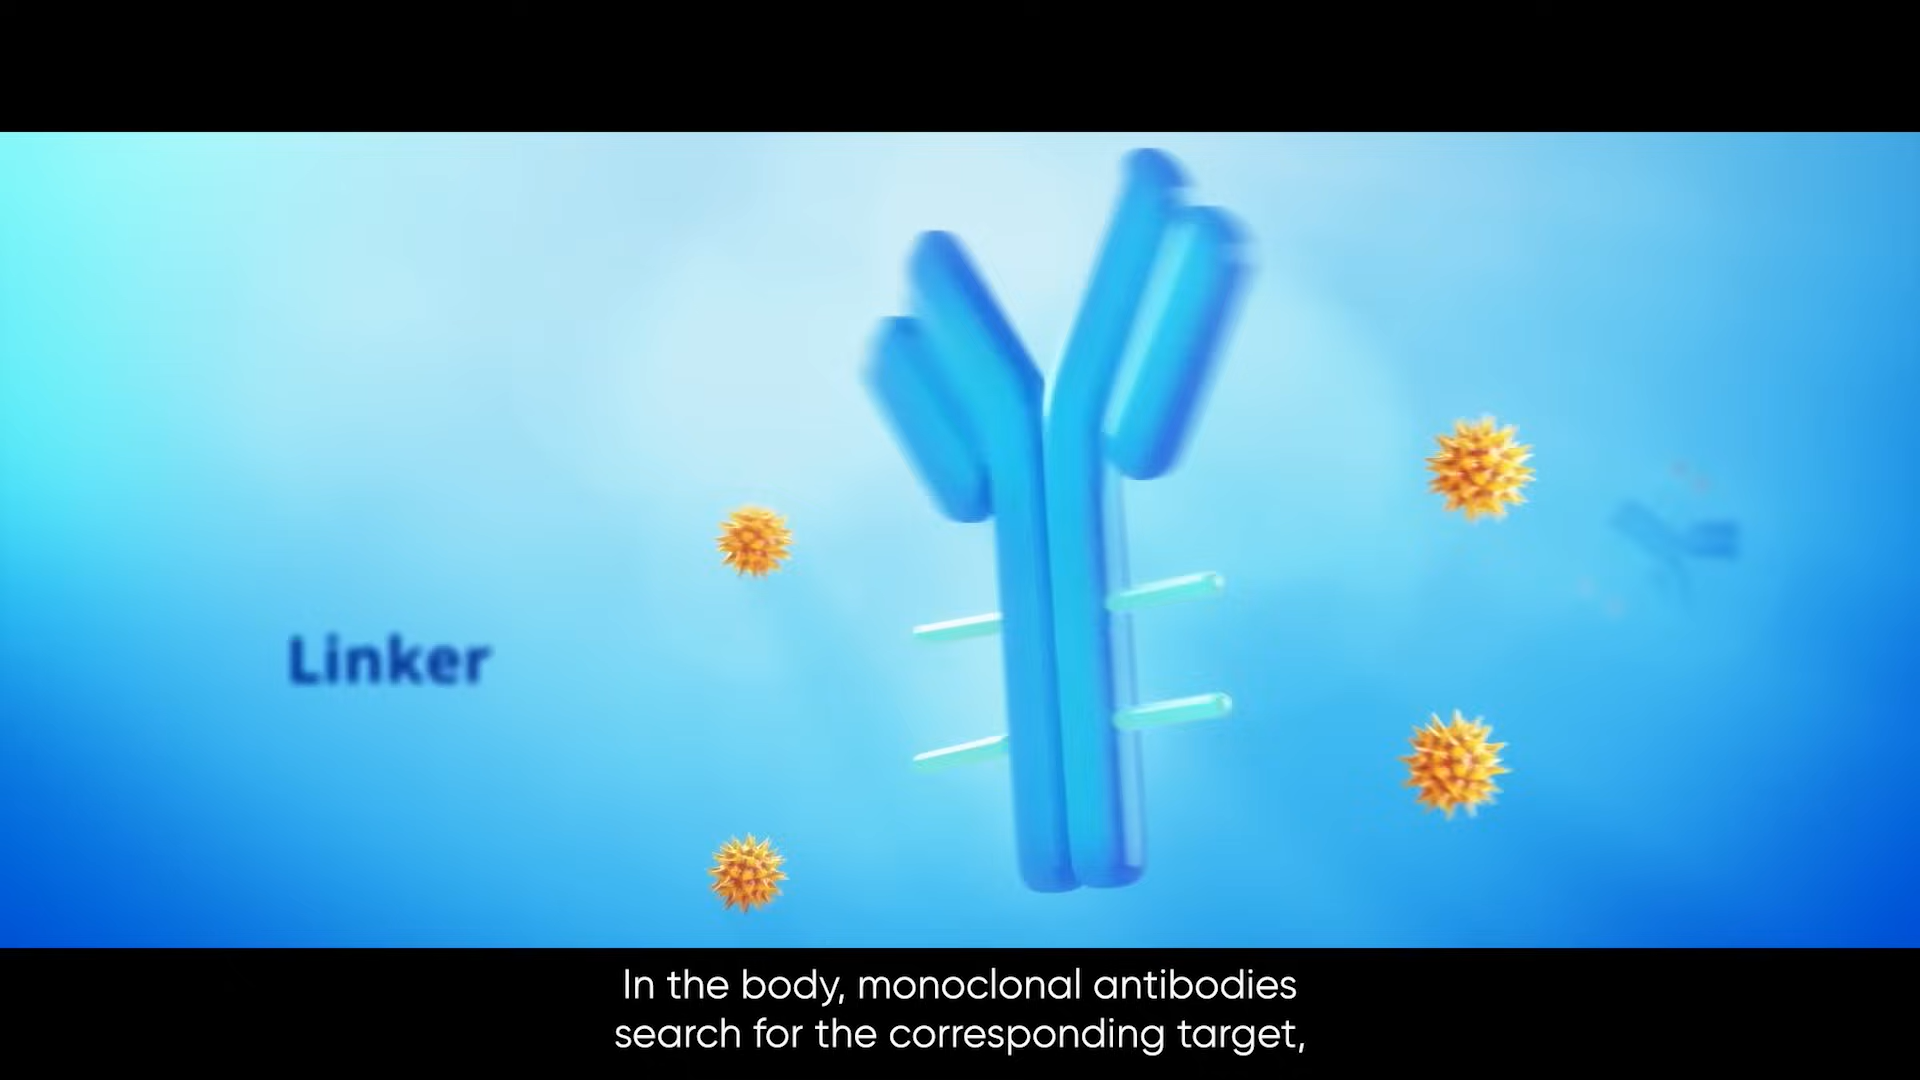 Linker
In the body, monoclonal antibodies
search for the corresponding target,